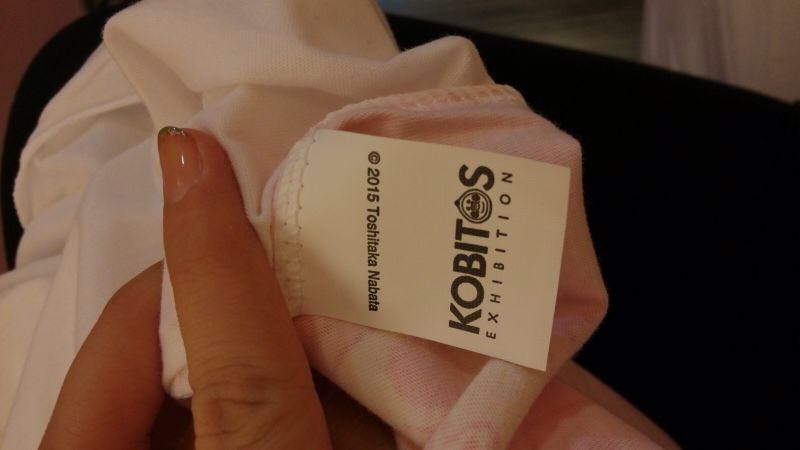 KOBITOS
EXHIBITION
© 2015 Toshitaka Nabata